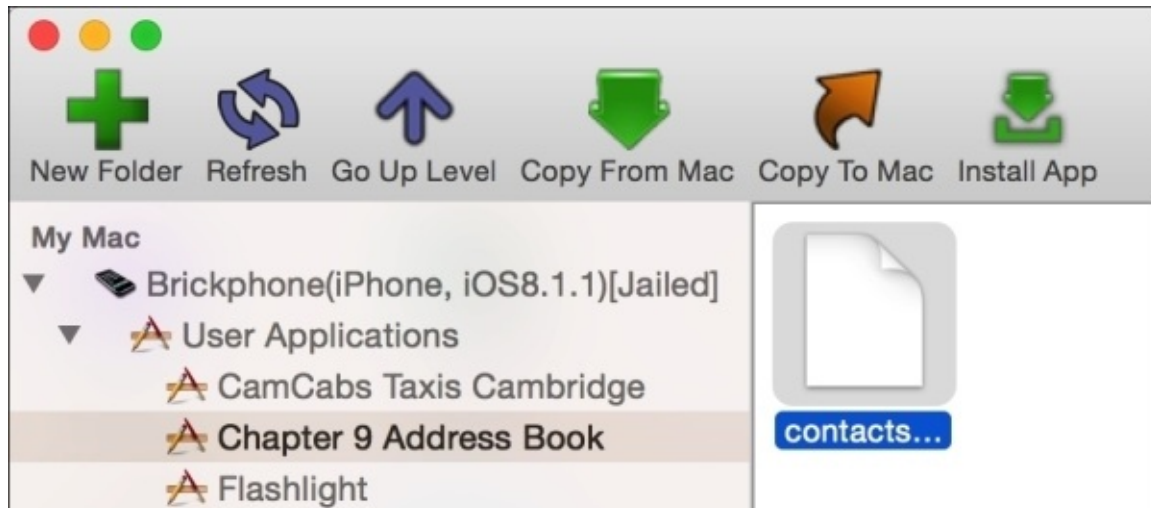 New Folder Refresh Go Up Level Copy From Mac Copy To Mac Install App
My Mac
Brickphone(iPhone, iOS8.1.1)[Jailed]
User Applications
CamCabs Taxis Cambridge
Chapter 9 Address Book
Flashlight
contacts...